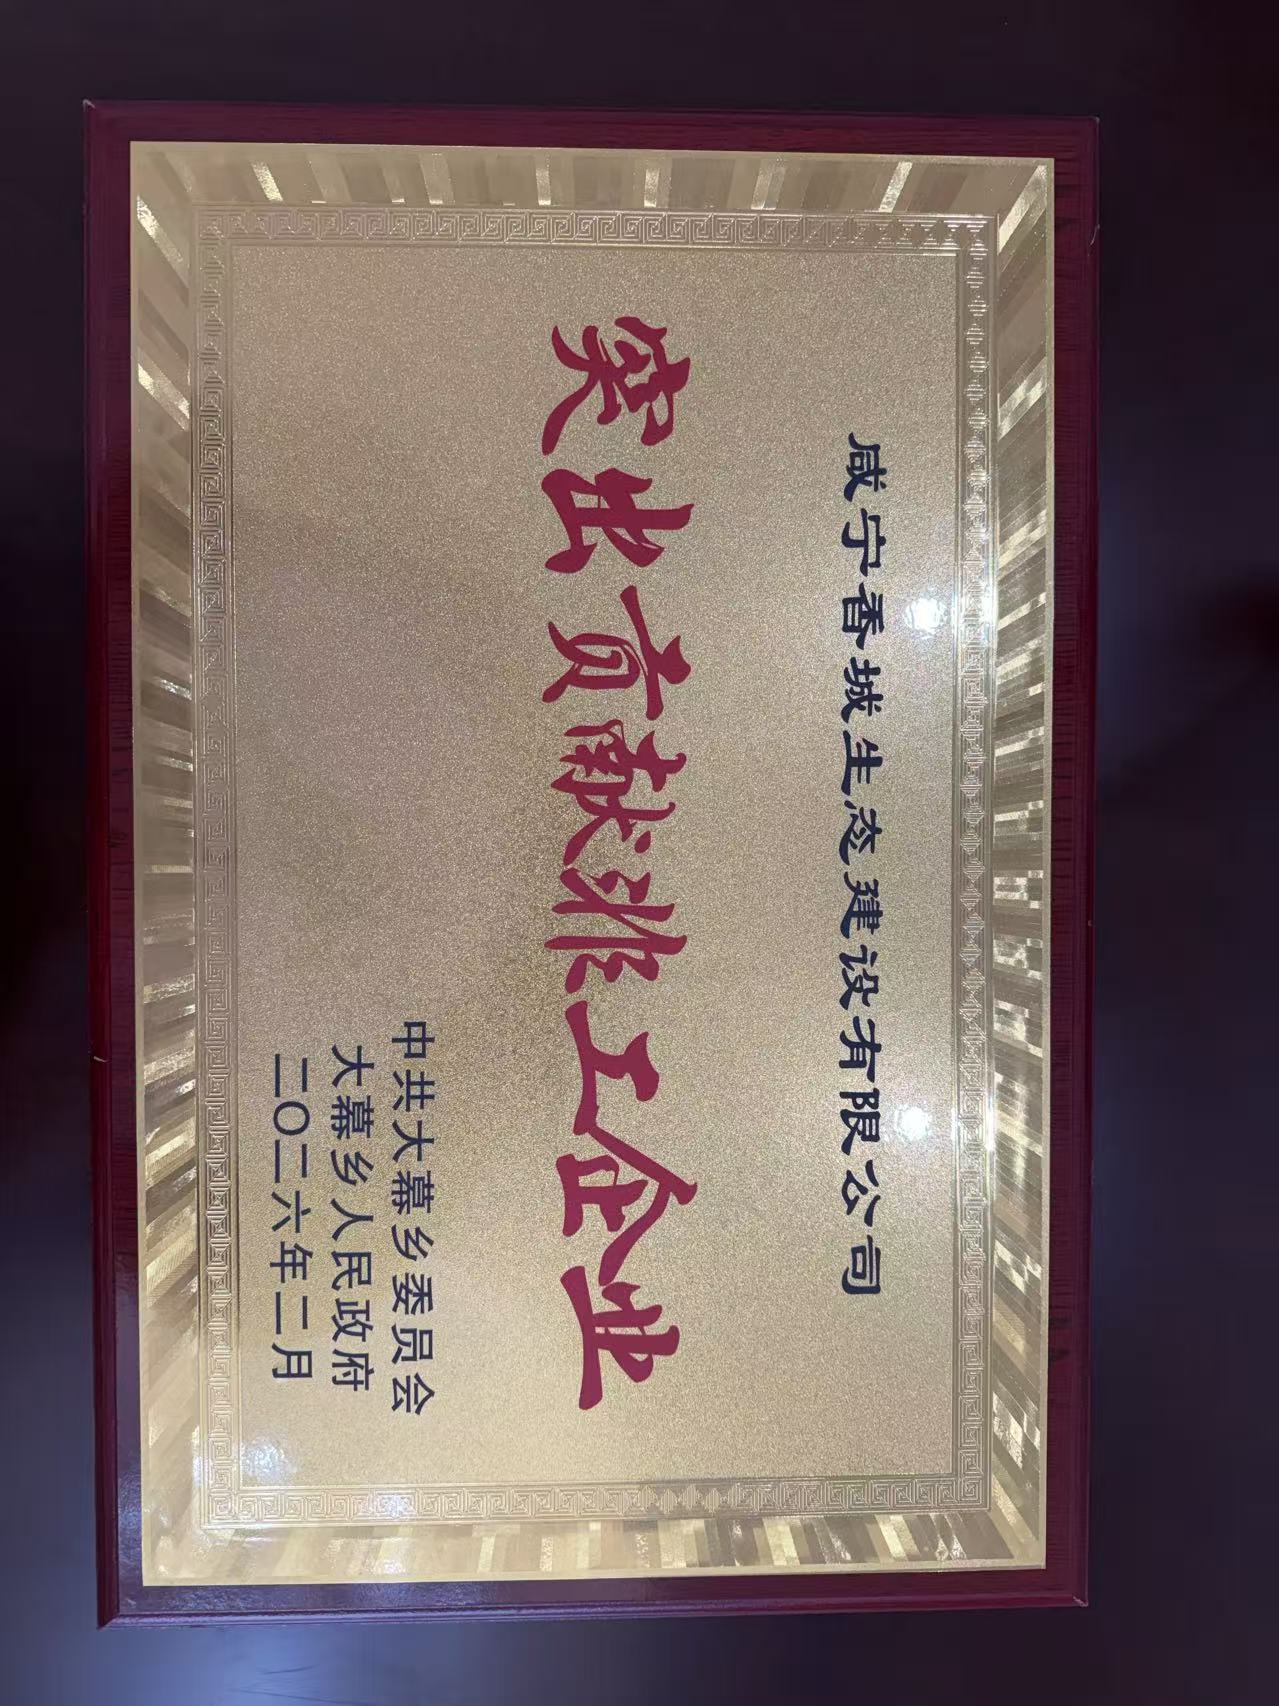 咸宁香城生态建设有限公司
突出贡献非工企业
中共大幕乡委员会
大幕乡人民政府
二〇二六年二月